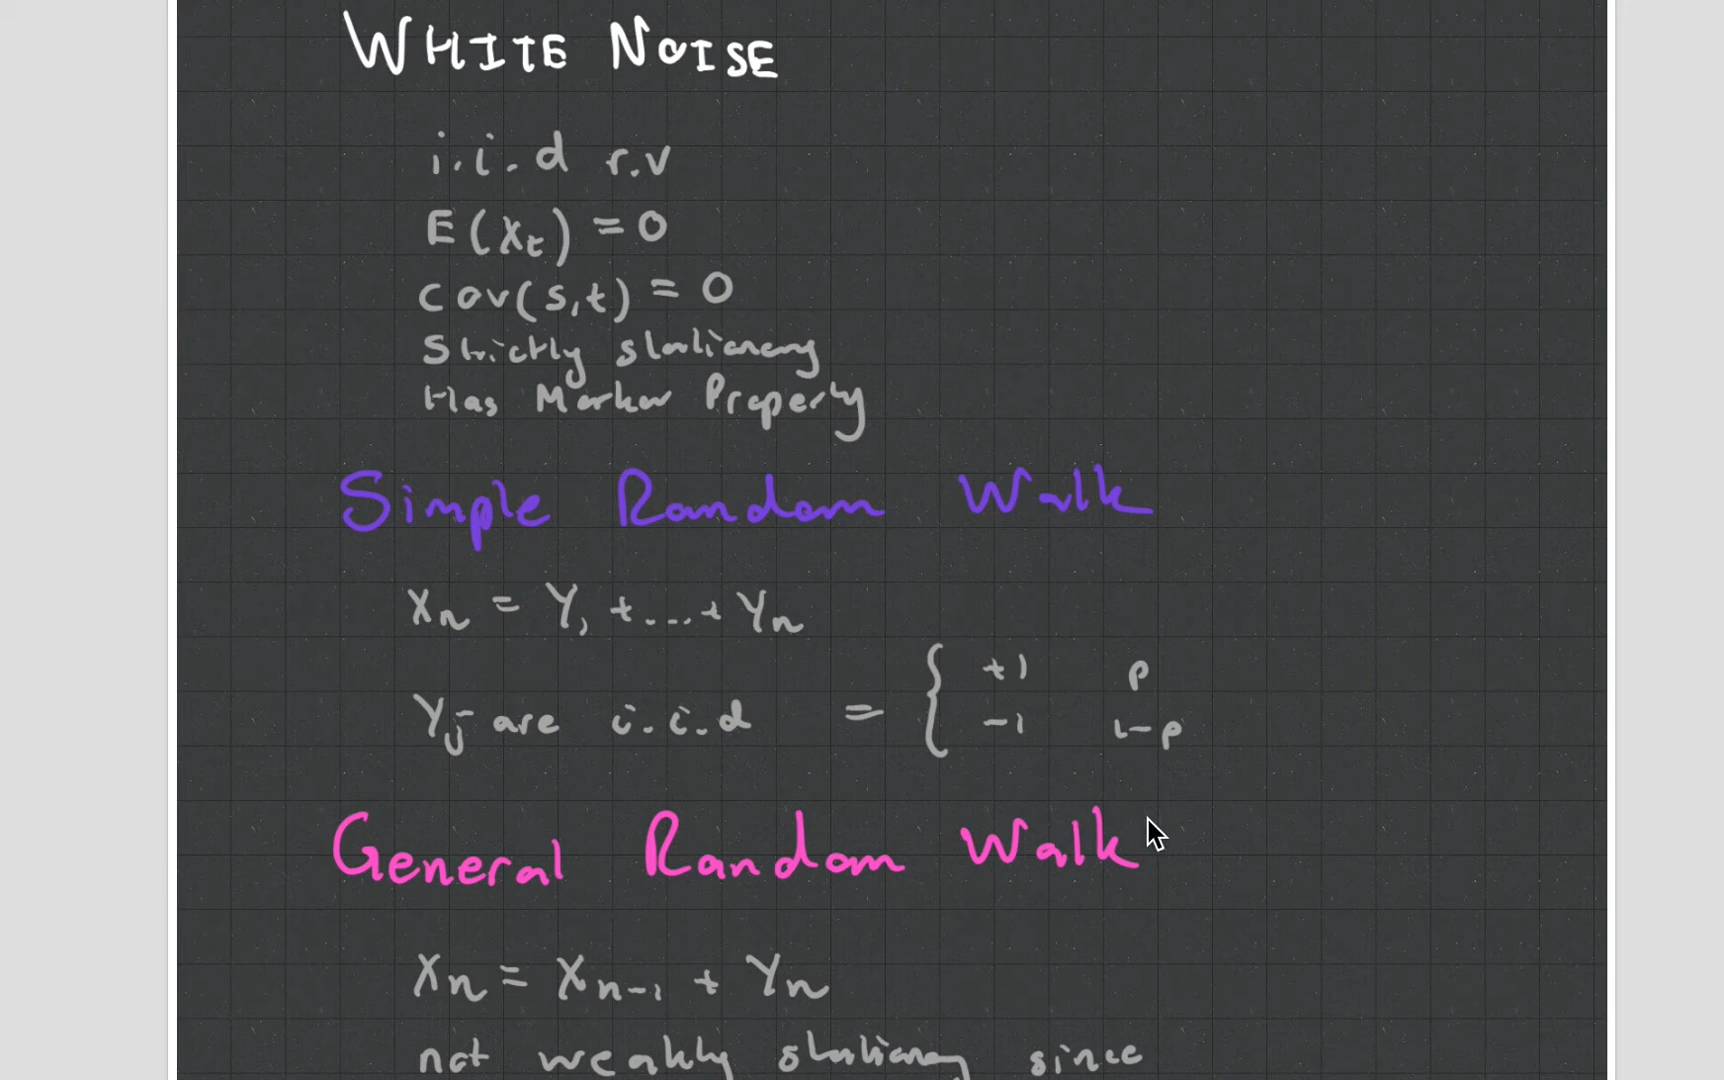 WHITE NOISE
i.i.d r.v
E(Xt) = 0
cov(s,t) = 0
Strictly stationary
Has Markov Property
Simple Random Walk
Xn = Y1 + ... + Yn
Yj are i.i.d = { +1 p
-1 1-p
General Random Walk
Xn = Xn-1 + Yn
not weakly stationary since